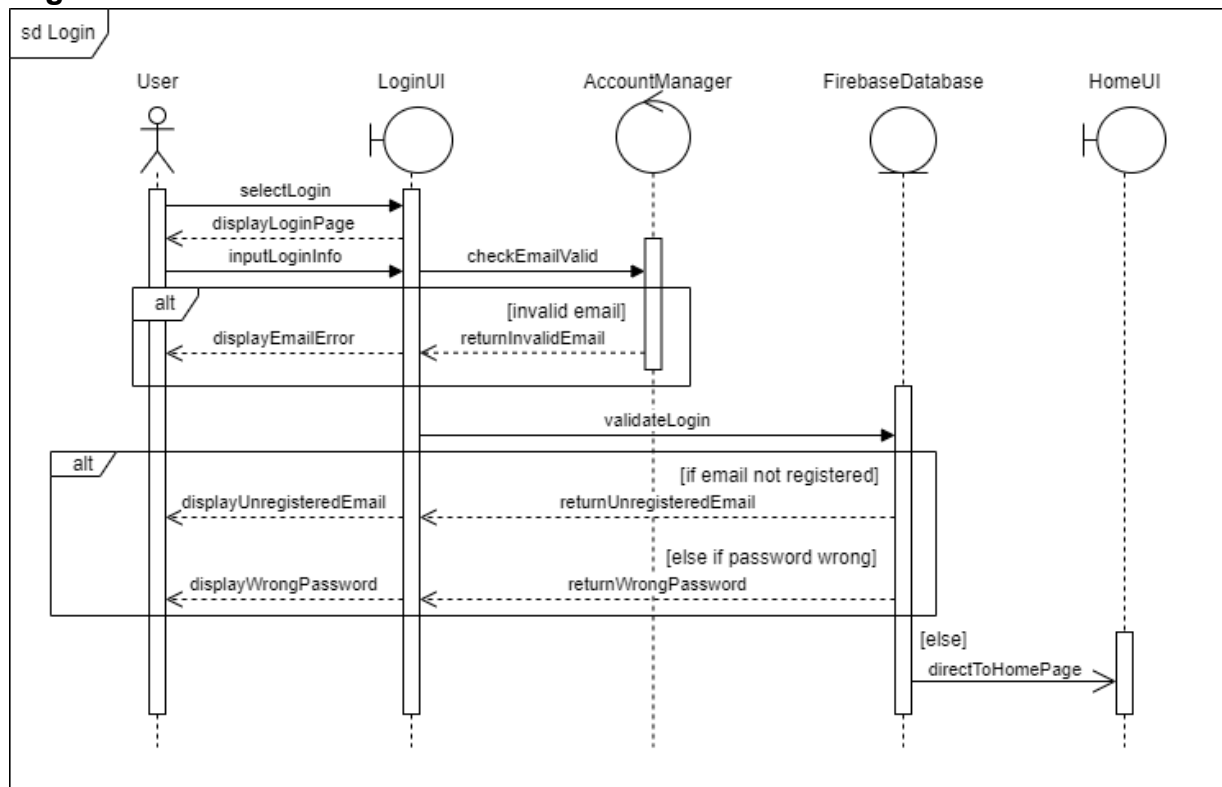 sd Login
User
LoginUI
AccountManager
FirebaseDatabase
HomeUI
selectLogin
displayLoginPage
inputLoginInfo
checkEmailValid
alt
[invalid email]
displayEmailError
returnInvalidEmail
validateLogin
alt
[if email not registered]
displayUnregisteredEmail
returnUnregisteredEmail
[else if password wrong]
displayWrongPassword
returnWrongPassword
[else]
directToHomePage